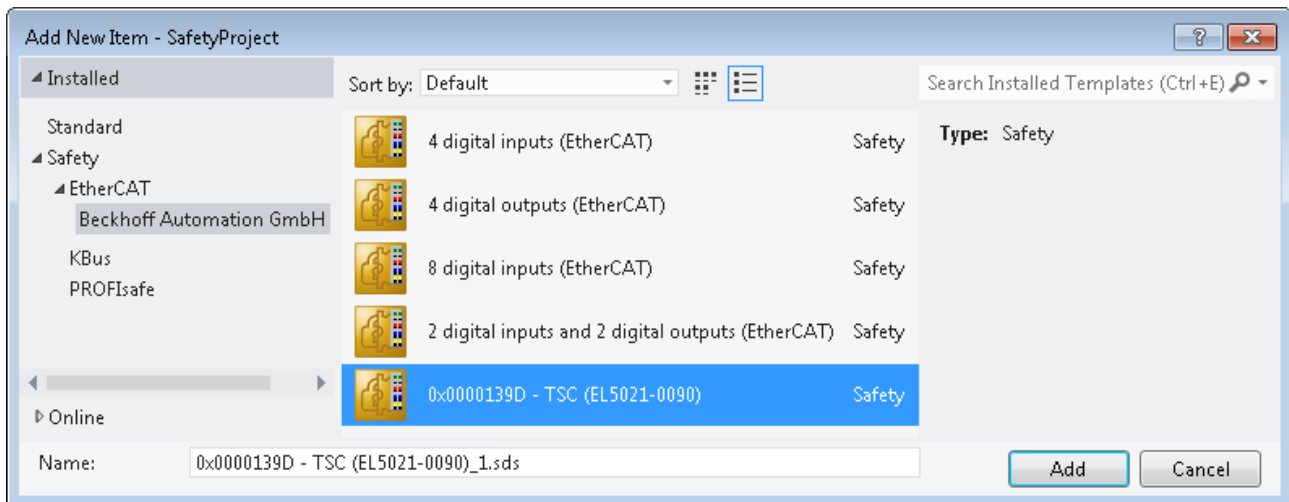 Add New Item - SafetyProject
Installed
Sort by: Default
Search Installed Templates (Ctrl+E)
Standard
Safety
EtherCAT
Beckhoff Automation GmbH
KBus
PROFIsafe
Online
4 digital inputs (EtherCAT) Safety
4 digital outputs (EtherCAT) Safety
8 digital inputs (EtherCAT) Safety
2 digital inputs and 2 digital outputs (EtherCAT) Safety
0x0000139D - TSC (EL5021-0090) Safety
Type: Safety
Name: 0x0000139D - TSC (EL5021-0090)_1.sds
Add Cancel